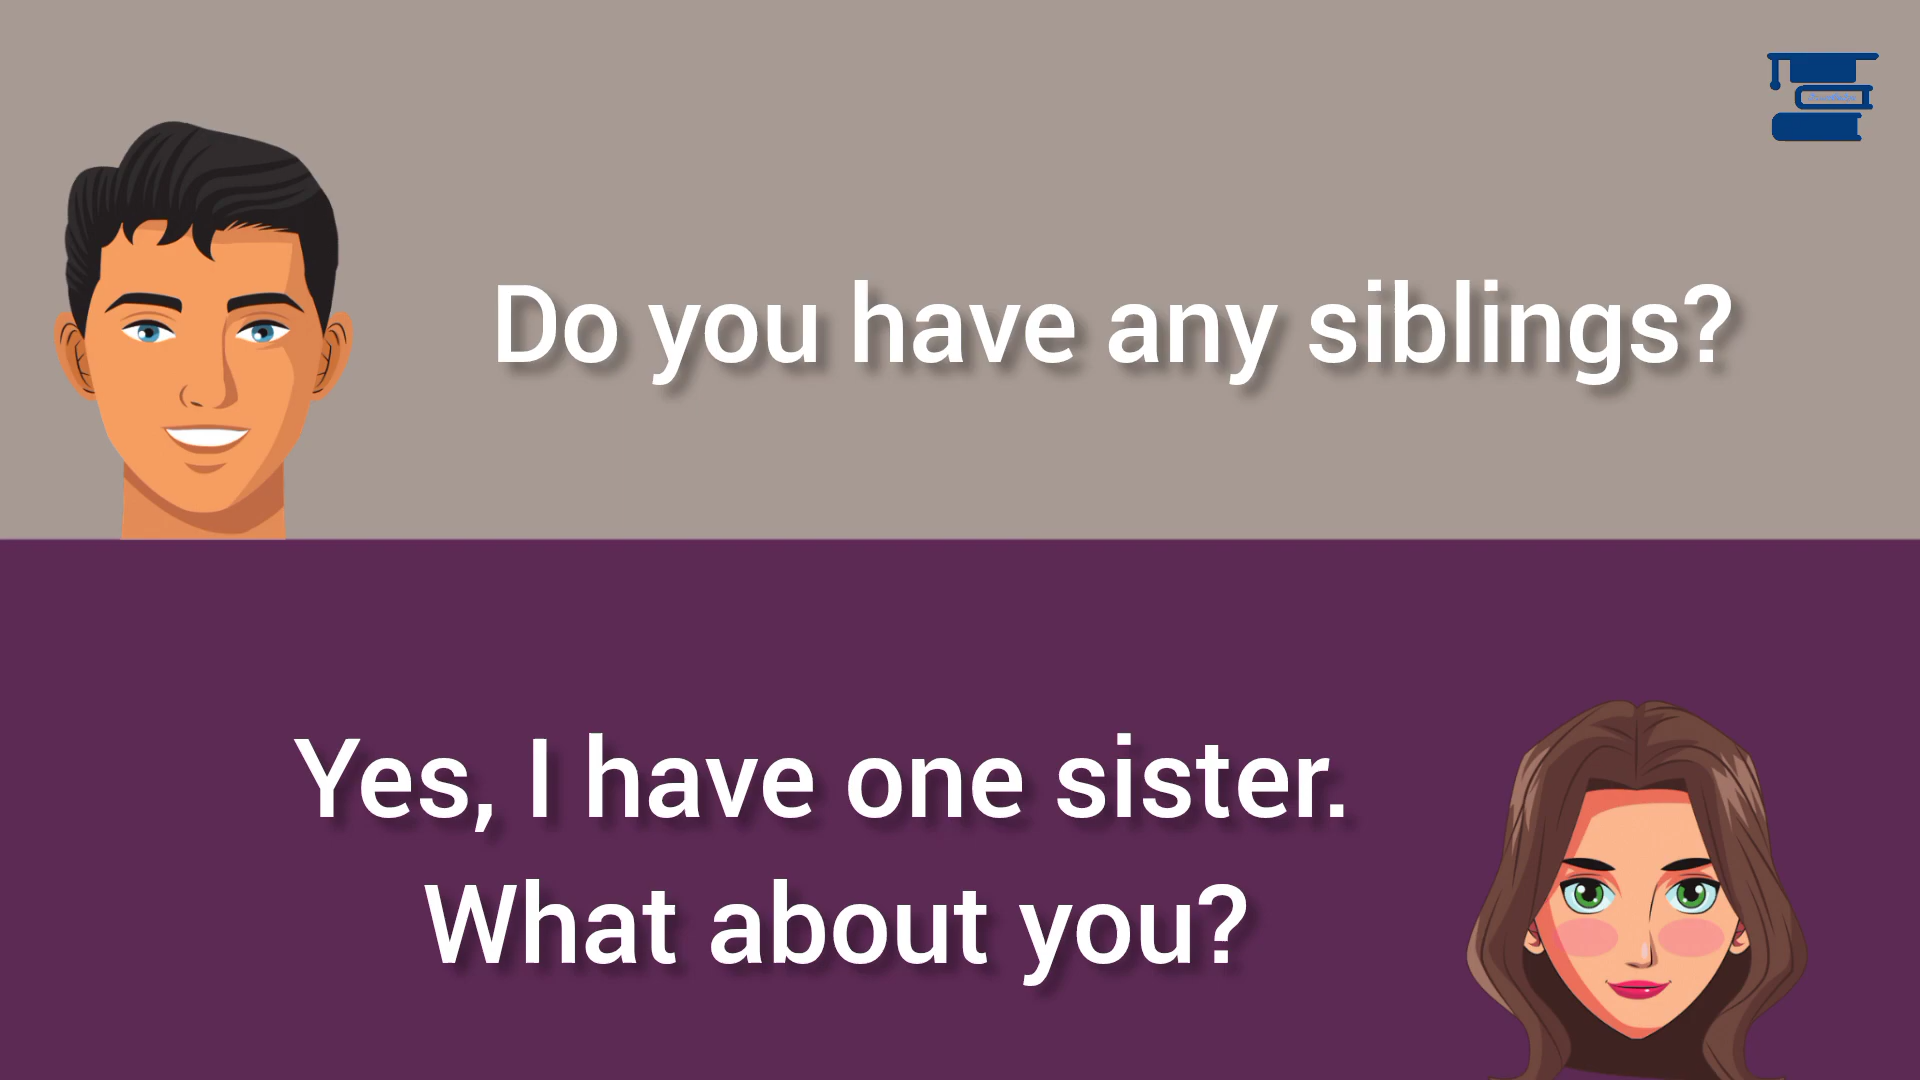 Do you have any siblings?
Yes, I have one sister.
What about you?